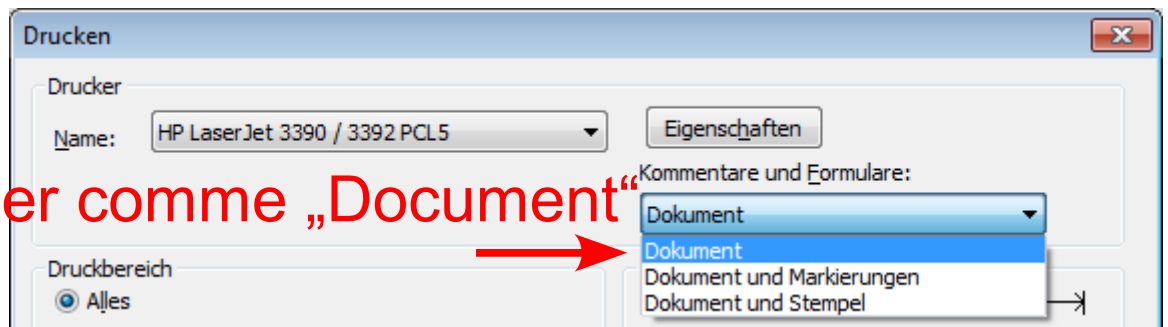 Drucken
Drucker
Name: HP LaserJet 3390 / 3392 PCL5 Eigenschaften
Kommentare und Formulare:
er comme „Document“
Dokument
Dokument
Dokument und Markierungen
Dokument und Stempel
Druckbereich
Alles